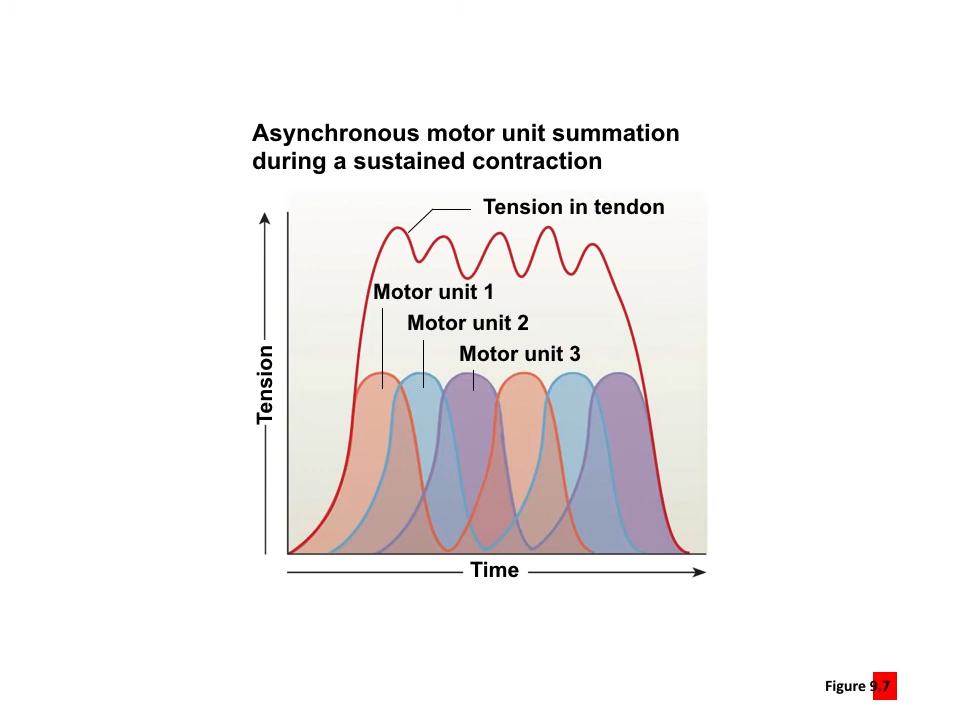 Asynchronous motor unit summation
during a sustained contraction
Tension in tendon
Motor unit 1
Motor unit 2
Motor unit 3
Tension
Time
Figure 9.7